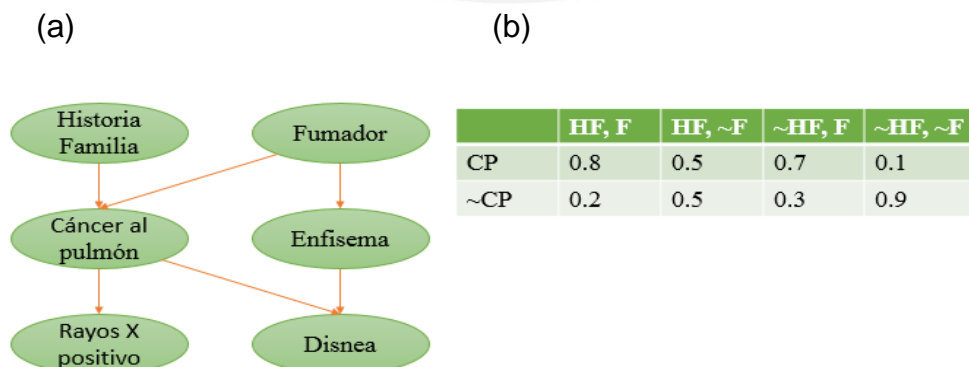 (a)
(b)
Historia
Familia
Fumador
Cáncer al
pulmón
Enfisema
Rayos X
positivo
Disnea
HF, F HF, ~F ~HF, F ~HF, ~F
CP 0.8 0.5 0.7 0.1
~CP 0.2 0.5 0.3 0.9